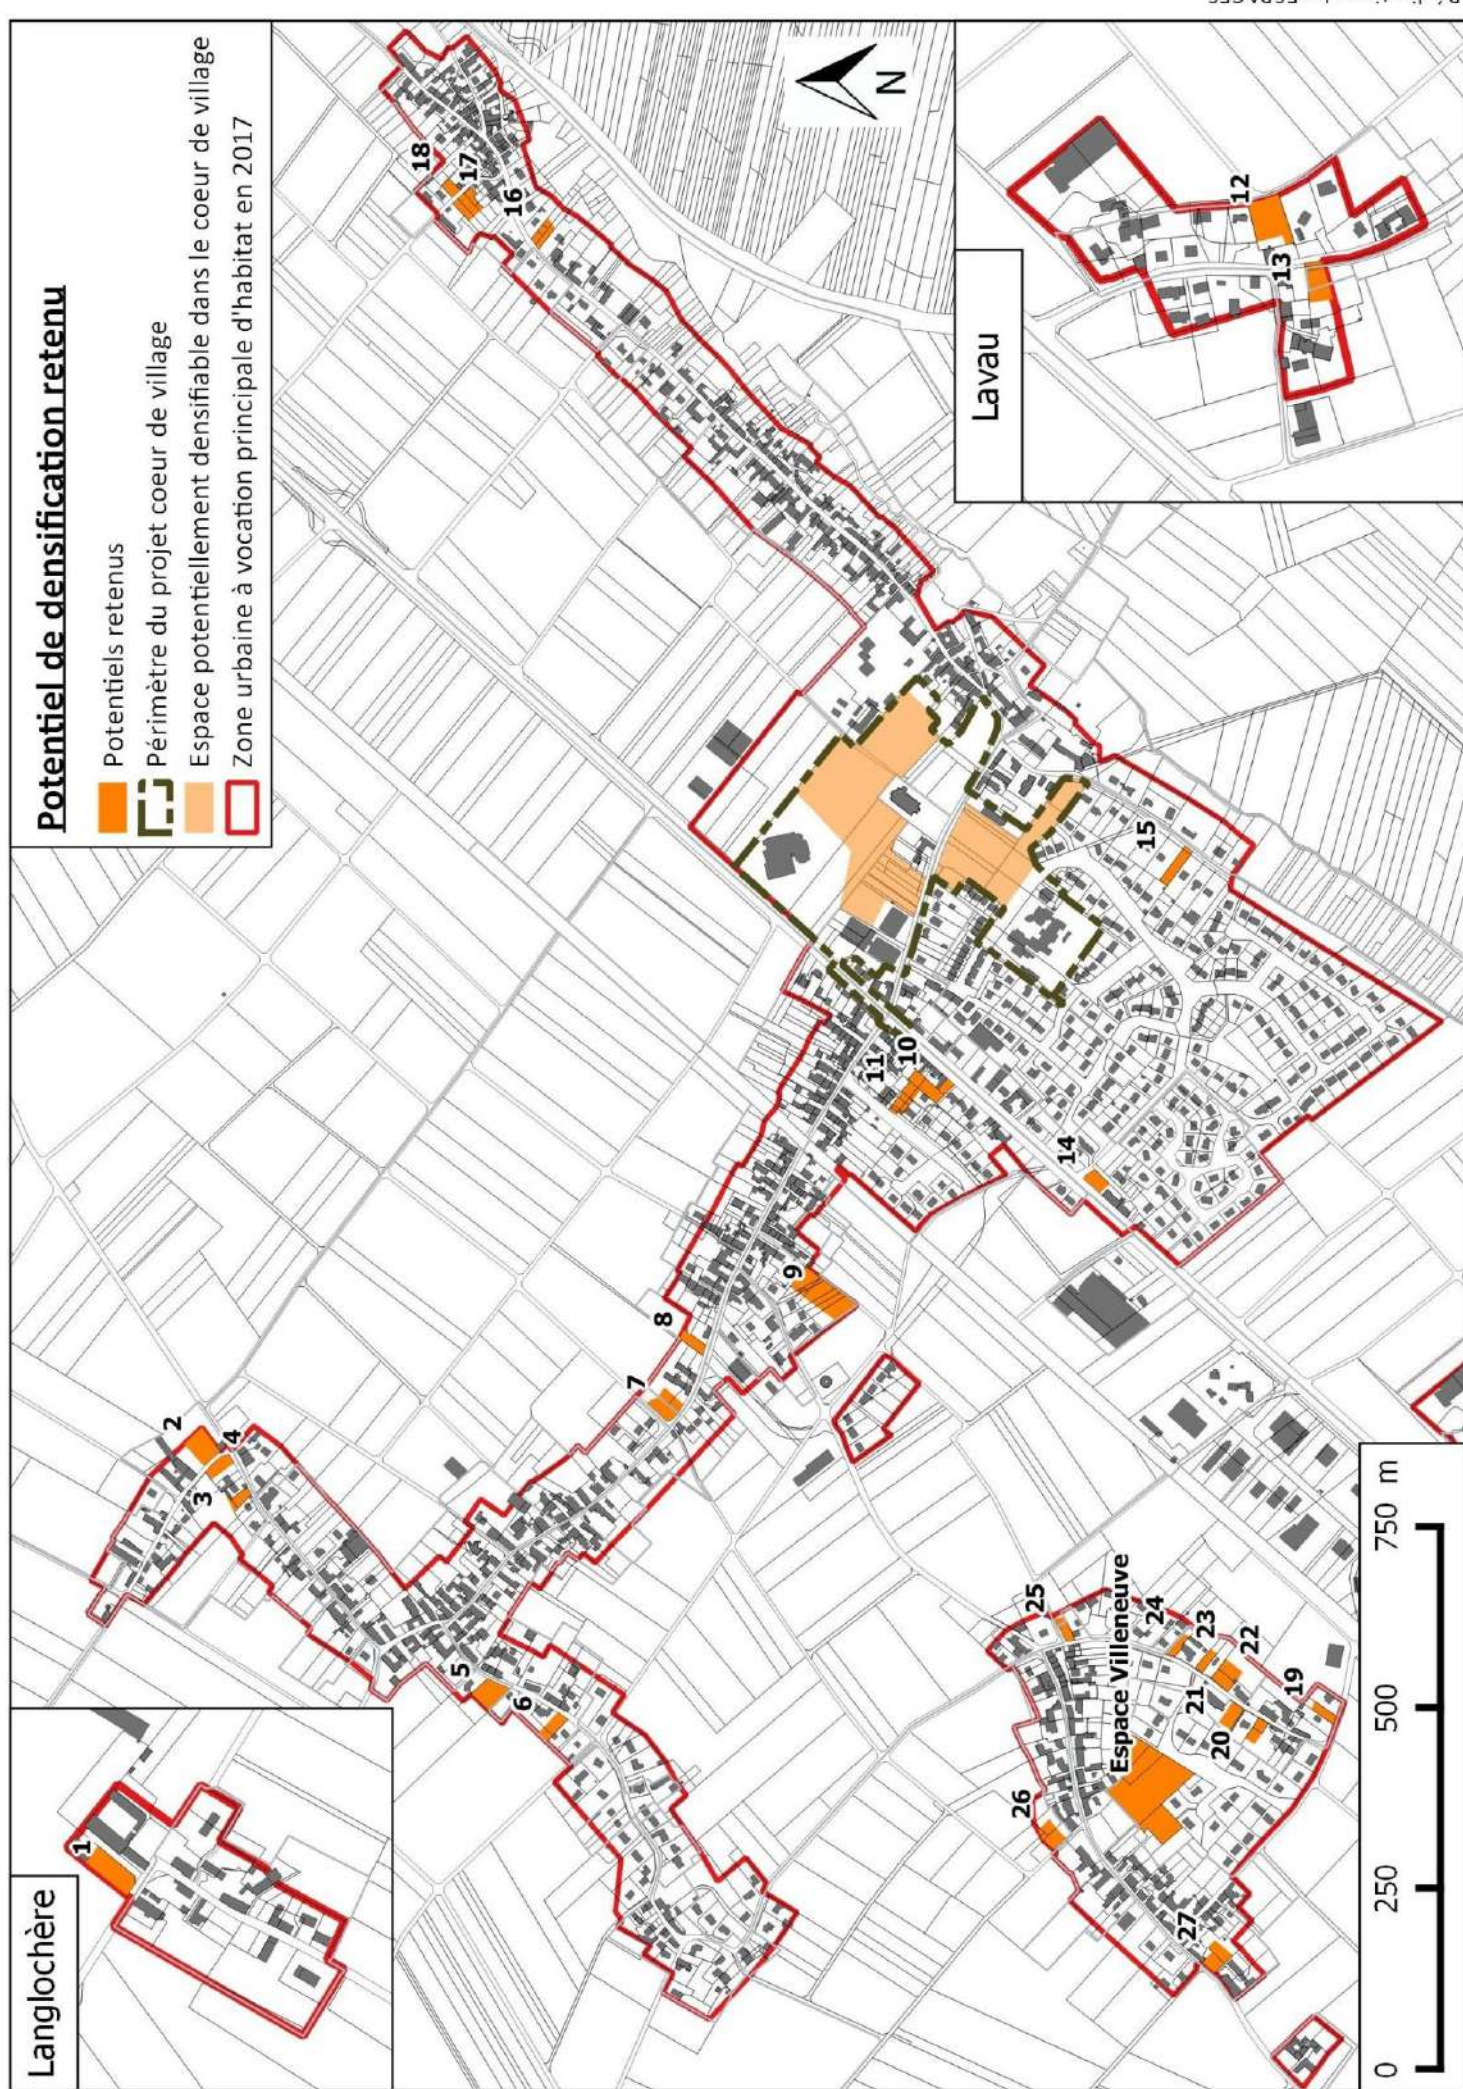 Potentiel de densification retenu
Potentiels retenus
Périmètre du projet coeur de village
Espace potentiellement densifiable dans le coeur de village
Zone urbaine à vocation principale d'habitat en 2017
N
Langlochère
1
2
3
4
5
6
7
8
9
10
11
14
15
16
17
18
Lavau
12
13
Espace Villeneuve
19
20
21
22
23
24
25
26
27
0 250 500 750 m